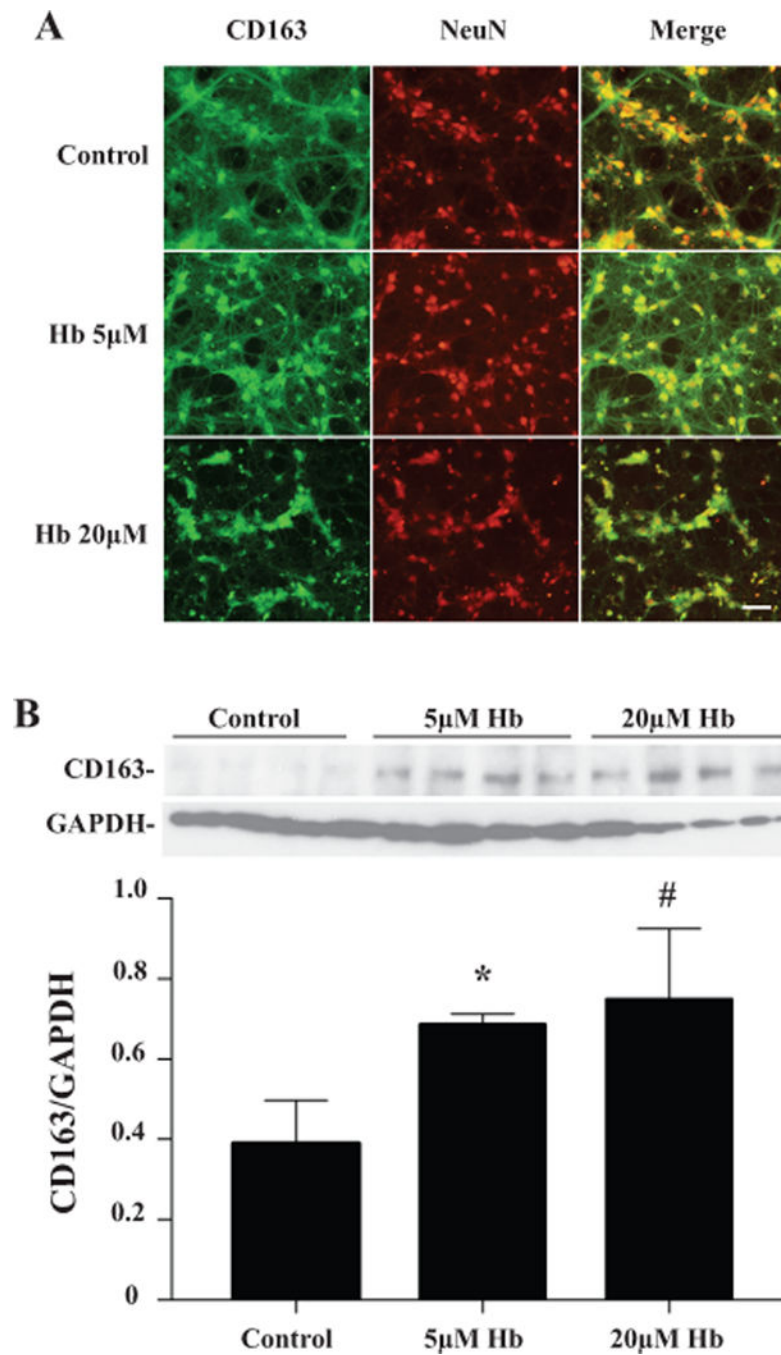 A
CD163 NeuN Merge
Control
Hb 5μM
Hb 20μM
B
Control 5μM Hb 20μM Hb
CD163-
GAPDH-
1.0
#
0.8
*
0.6
0.4
0.2
0
CD163/GAPDH
Control 5μM Hb 20μM Hb